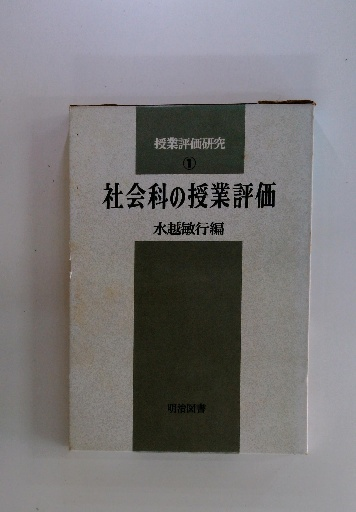 授業評価研究
①
社会科の授業評価
水越敏行編
明治図書